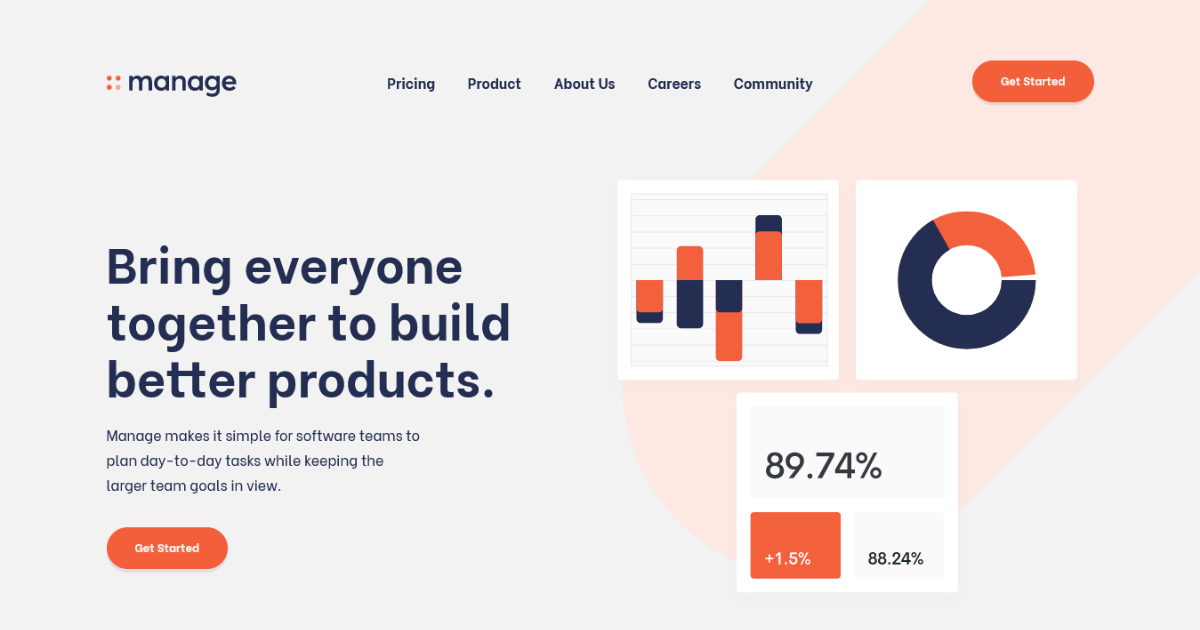 manage
Pricing
Product
About Us
Careers
Community
Get Started
Bring everyone
together to build
better products.
Manage makes it simple for software teams to
plan day-to-day tasks while keeping the
larger team goals in view.
Get Started
89.74%
+1.5%
88.24%